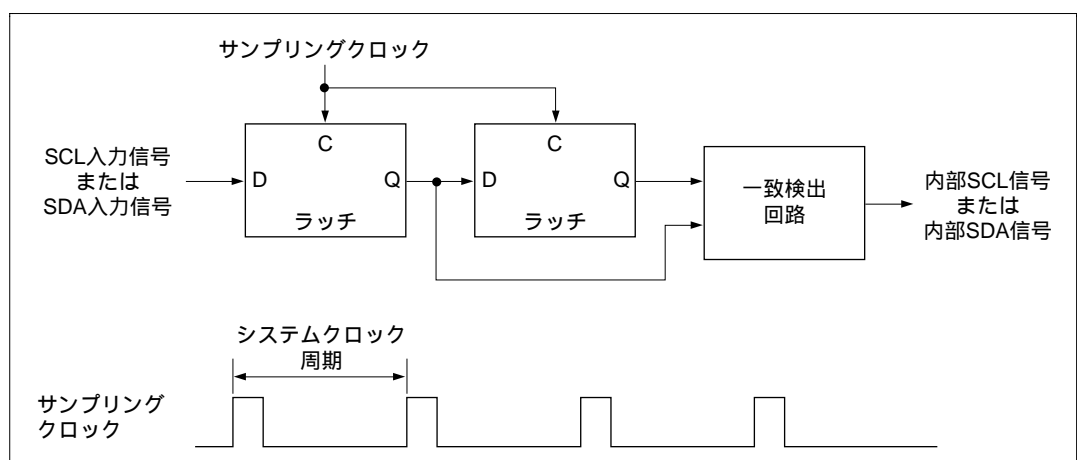 サンプリングクロック
SCL入力信号
または
SDA入力信号
C
D
Q
ラッチ
C
D
Q
ラッチ
一致検出
回路
内部SCL信号
または
内部SDA信号
システムクロック
周期
サンプリング
クロック